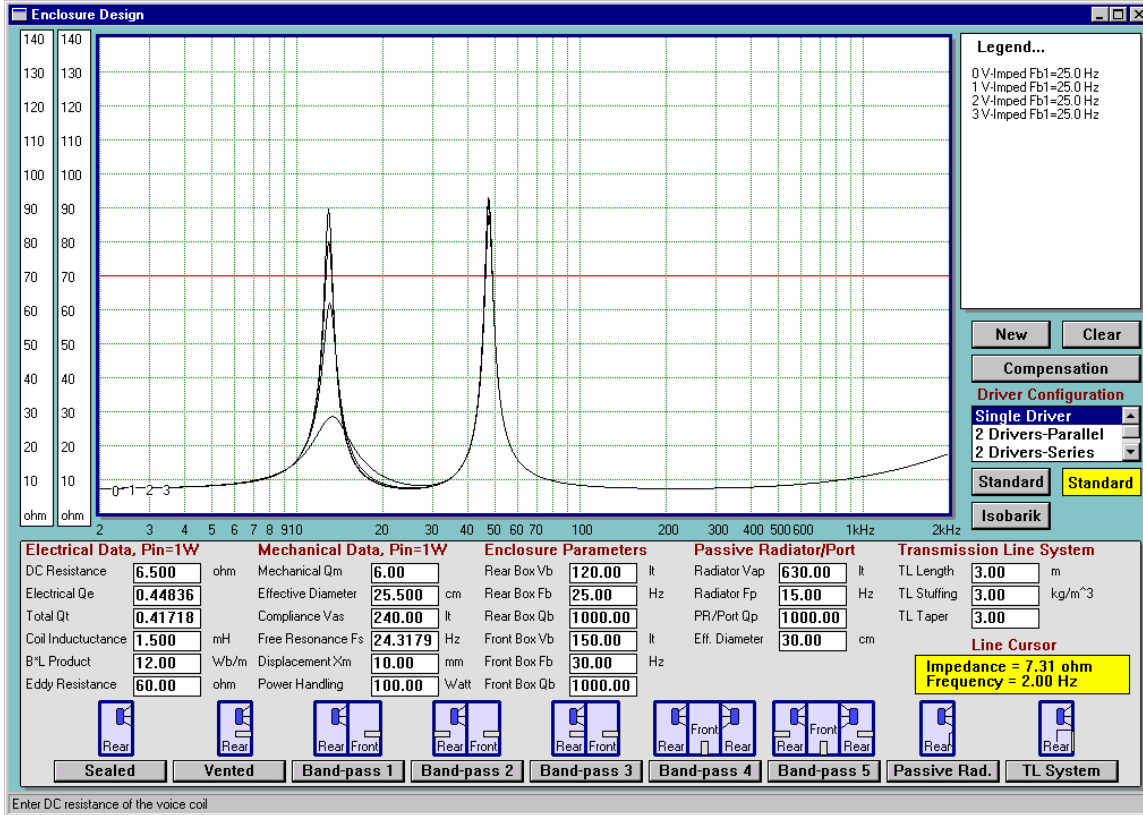 Enclosure Design
140 140
130 130
120 120
110 110
100 100
90 90
80 80
70 70
60 60
50 50
40 40
30 30
20 20
10 10
ohm ohm
0 1 2 3
2 3 4 5 6 7 8 9 10 20 30 40 50 60 70 100 200 300 400 500 600 1kHz 2kHz
Legend...
0 V-Imped Fb1=25.0 Hz
1 V-Imped Fb1=25.0 Hz
2 V-Imped Fb1=25.0 Hz
3 V-Imped Fb1=25.0 Hz
New Clear
Compensation
Driver Configuration
Single Driver
2 Drivers-Parallel
2 Drivers-Series
Standard Standard
Isobarik
Electrical Data, Pin=1W Mechanical Data, Pin=1W Enclosure Parameters Passive Radiator/Port Transmission Line System
DC Resistance 6.500 ohm Mechanical Qm 6.00 Rear Box Vb 120.00 lt Radiator Vap 630.00 lt TL Length 3.00 m
Electrical Qe 0.44836 Effective Diameter 25.500 cm Rear Box Fb 25.00 Hz Radiator Fp 15.00 Hz TL Stuffing 3.00 kg/m^3
Total Qt 0.41718 Compliance Vas 240.00 lt Rear Box Qb 1000.00 PR/Port Qp 1000.00 TL Taper 3.00
Coil Inductuctance 1.500 mH Free Resonance Fs 24.3179 Hz Front Box Vb 150.00 lt Eff. Diameter 30.00 cm Line Cursor
B*L Product 12.00 Wb/m Displacement Xm 10.00 mm Front Box Fb 30.00 Hz Impedance = 7.31 ohm
Eddy Resistance 60.00 ohm Power Handling 100.00 Watt Front Box Qb 1000.00 Frequency = 2.00 Hz
Rear Rear Rear Front Rear Front Rear Front Rear Front Rear Rear Front Rear Rear Rear
Sealed Vented Band-pass 1 Band-pass 2 Band-pass 3 Band-pass 4 Band-pass 5 Passive Rad. TL System
Enter DC resistance of the voice coil